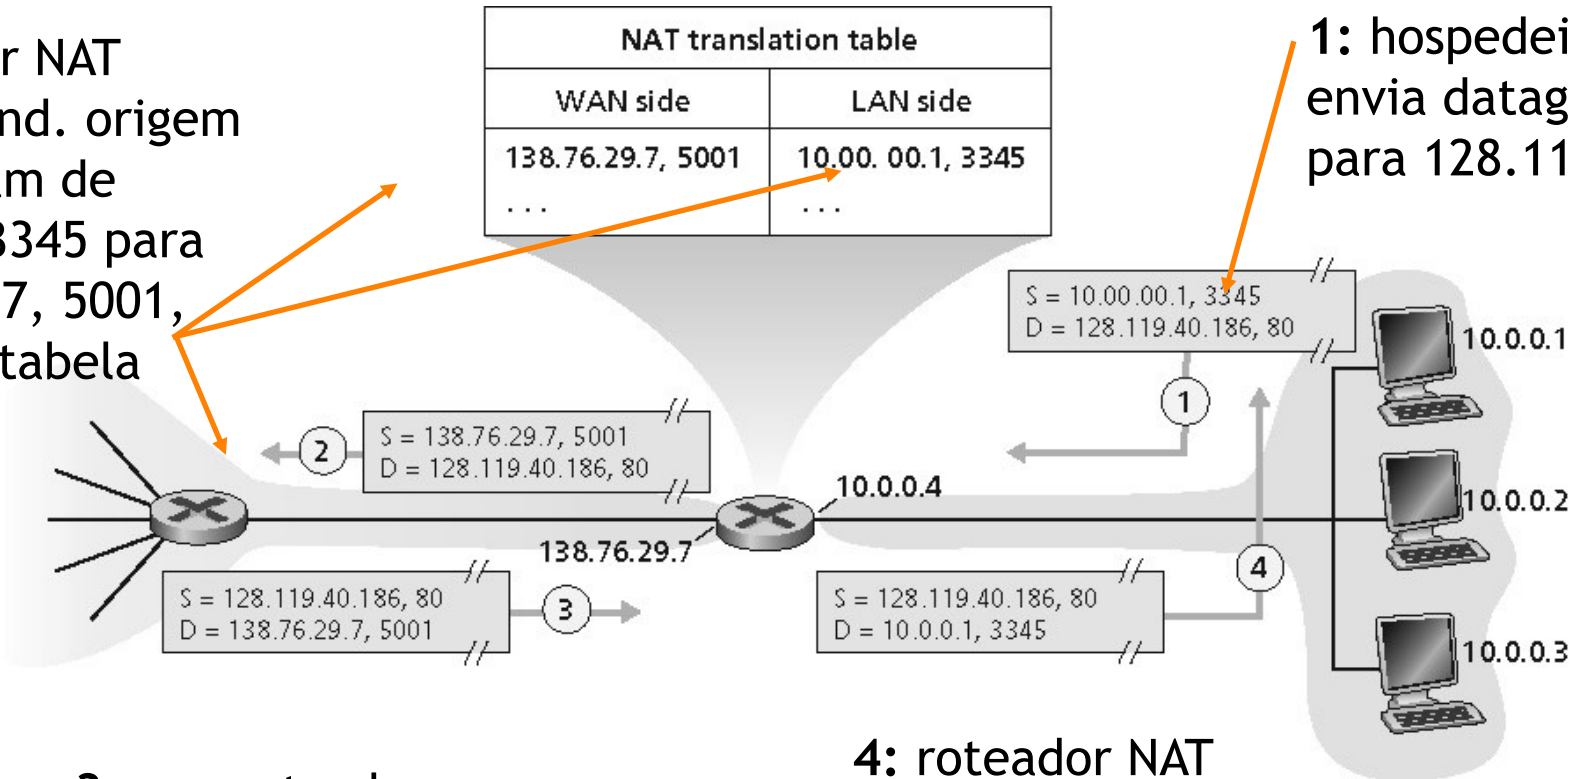 r NAT
nd. origem
m de
3345 para
7, 5001,
tabela
NAT translation table
WAN side LAN side
138.76.29.7, 5001 10.00. 00.1, 3345
. . . . . .
1: hospedei
envia datag
para 128.11
S = 10.00.00.1, 3345
D = 128.119.40.186, 80
1
10.0.0.1
2
S = 138.76.29.7, 5001
D = 128.119.40.186, 80
10.0.0.4
10.0.0.2
138.76.29.7
S = 128.119.40.186, 80
D = 138.76.29.7, 5001
3
S = 128.119.40.186, 80
D = 10.0.0.1, 3345
4
10.0.0.3
4: roteador NAT